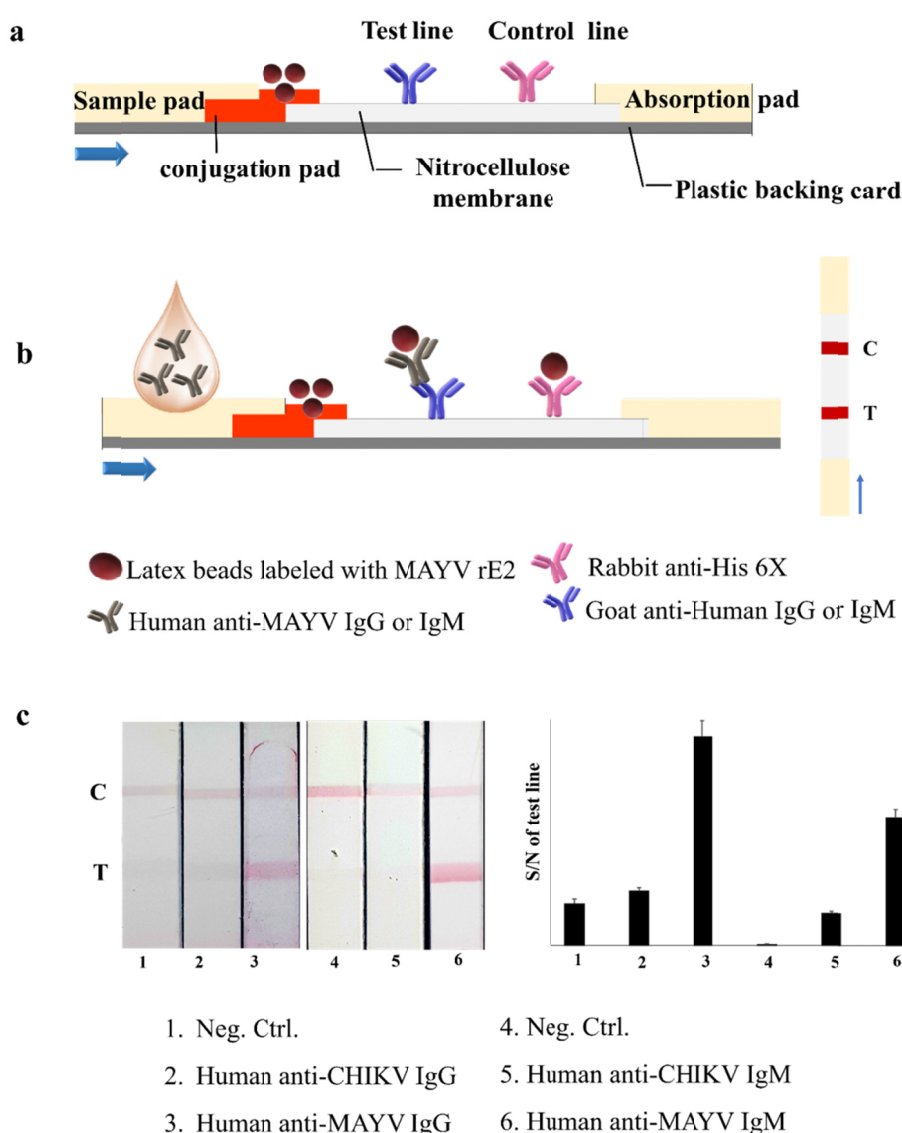 a
Test line Control line
Sample pad Absorption pad
conjugation pad Nitrocellulose
membrane Plastic backing card
b
C
T
Latex beads labeled with MAYV rE2 Rabbit anti-His 6X
Human anti-MAYV IgG or IgM Goat anti-Human IgG or IgM
c
C
T
1 2 3 4 5 6
S/N of test line
1 2 3 4 5 6
1. Neg. Ctrl. 4. Neg. Ctrl.
2. Human anti-CHIKV IgG 5. Human anti-CHIKV IgM
3. Human anti-MAYV IgG 6. Human anti-MAYV IgM